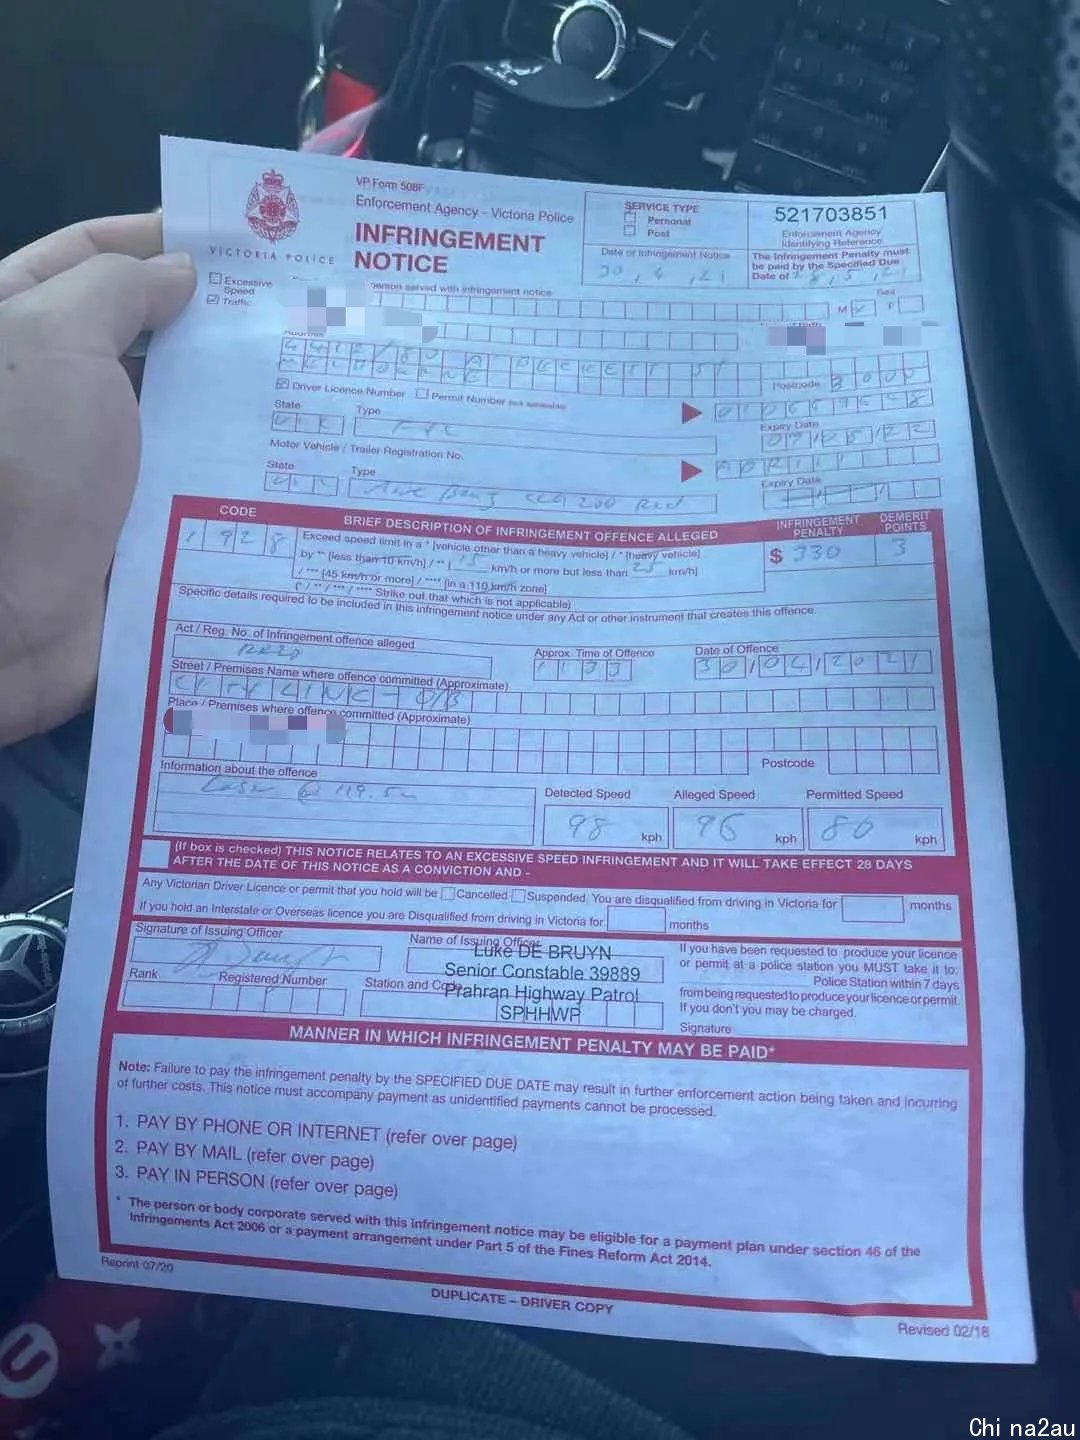 VP Form 508F
Enforcement Agency - Victoria Police
INFRINGEMENT
NOTICE
VICTORIA POLICE
SERVICE TYPE
Personal
Post
521703851
Enforcement Agency
Identifying Reference
Date of Infringement Notice
30, 4, 21
The Infringement Penalty must
be paid by the Specified Due
Date of 28, 5, 21
Excessive
Speed
Traffic
person served with infringement notice
Sex
M X F
Address
MELBOURNE
Postcode 3000
Driver Licence Number
Permit Number
State
VIC
Type
Expiry Date
09/25/22
Motor Vehicle / Trailer Registration No.
State
VIC
Type
Expiry Date
CODE
BRIEF DESCRIPTION OF INFRINGEMENT OFFENCE ALLEGED
INFRINGEMENT
PENALTY
DEMERIT
POINTS
1928
Exceed speed limit in a * [vehicle other than a heavy vehicle] / * [heavy vehicle]
by ** [less than 10 km/h] / ** [ 15 km/h or more but less than 25 km/h]
/ *** [45 km/h or more] / **** [in a 110 km/h zone]
(* / ** / *** / **** Strike out that which is not applicable)
$ 330
3
Specific details required to be included in this infringement notice under any Act or other instrument that creates this offence.
Act / Reg. No. of Infringement offence alleged
RR20
Approx. Time of Offence
1133
Date of Offence
30/04/2021
Street / Premises Name where offence committed (Approximate)
CITY LINK - O/B
Place / Premises where offence committed (Approximate)
Postcode
Information about the offence
@ 119.5m
Detected Speed
98 kph
Alleged Speed
96 kph
Permitted Speed
80 kph
(If box is checked) THIS NOTICE RELATES TO AN EXCESSIVE SPEED INFRINGEMENT AND IT WILL TAKE EFFECT 28 DAYS
AFTER THE DATE OF THIS NOTICE AS A CONVICTION AND -
Any Victorian Driver Licence or permit that you hold will be Cancelled Suspended. You are disqualified from driving in Victoria for months
If you hold an Interstate or Overseas licence you are Disqualified from driving in Victoria for months
Signature of Issuing Officer
Name of Issuing Officer
Luke DE BRUYN
Senior Constable 39889
Rank
Registered Number
Station and Code
Prahran Highway Patrol
SPHHWP
If you have been requested to produce your licence
or permit at a police station you MUST take it to:
Police Station within 7 days
from being requested to produce your licence or permit.
If you don't you may be charged.
Signature
MANNER IN WHICH INFRINGEMENT PENALTY MAY BE PAID*
Note: Failure to pay the infringement penalty by the SPECIFIED DUE DATE may result in further enforcement action being taken and incurring
of further costs. This notice must accompany payment as unidentified payments cannot be processed.
1. PAY BY PHONE OR INTERNET (refer over page)
2. PAY BY MAIL (refer over page)
3. PAY IN PERSON (refer over page)
* The person or body corporate served with this infringement notice may be eligible for a payment plan under section 46 of the
Infringements Act 2006 or a payment arrangement under Part 5 of the Fines Reform Act 2014.
Reprint 07/20
DUPLICATE – DRIVER COPY
Revised 02/18
Chi na2au